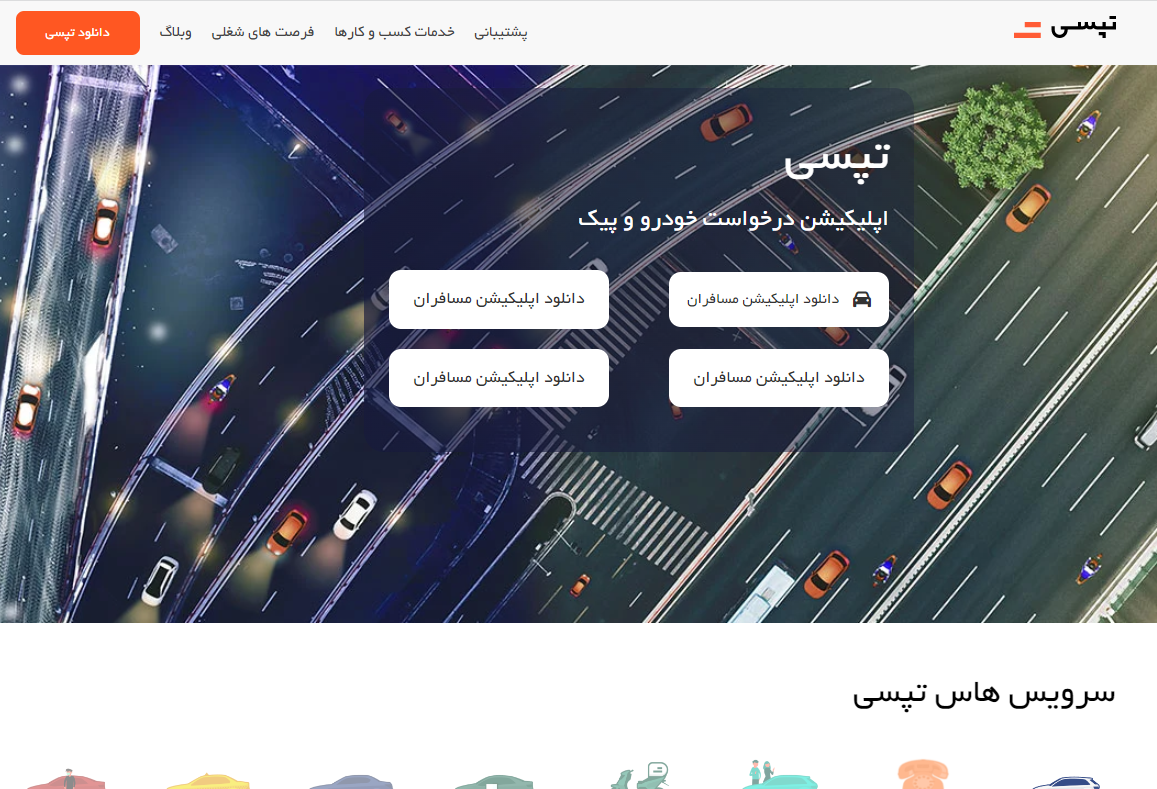 تپسی
پشتیبانی
خدمات کسب و کارها
فرصت های شغلی
وبلاگ
دانلود تپسی
تپسی
اپلیکیشن درخواست خودرو و پیک
دانلود اپلیکیشن مسافران
دانلود اپلیکیشن مسافران
دانلود اپلیکیشن مسافران
دانلود اپلیکیشن مسافران
سرویس هاس تپسی